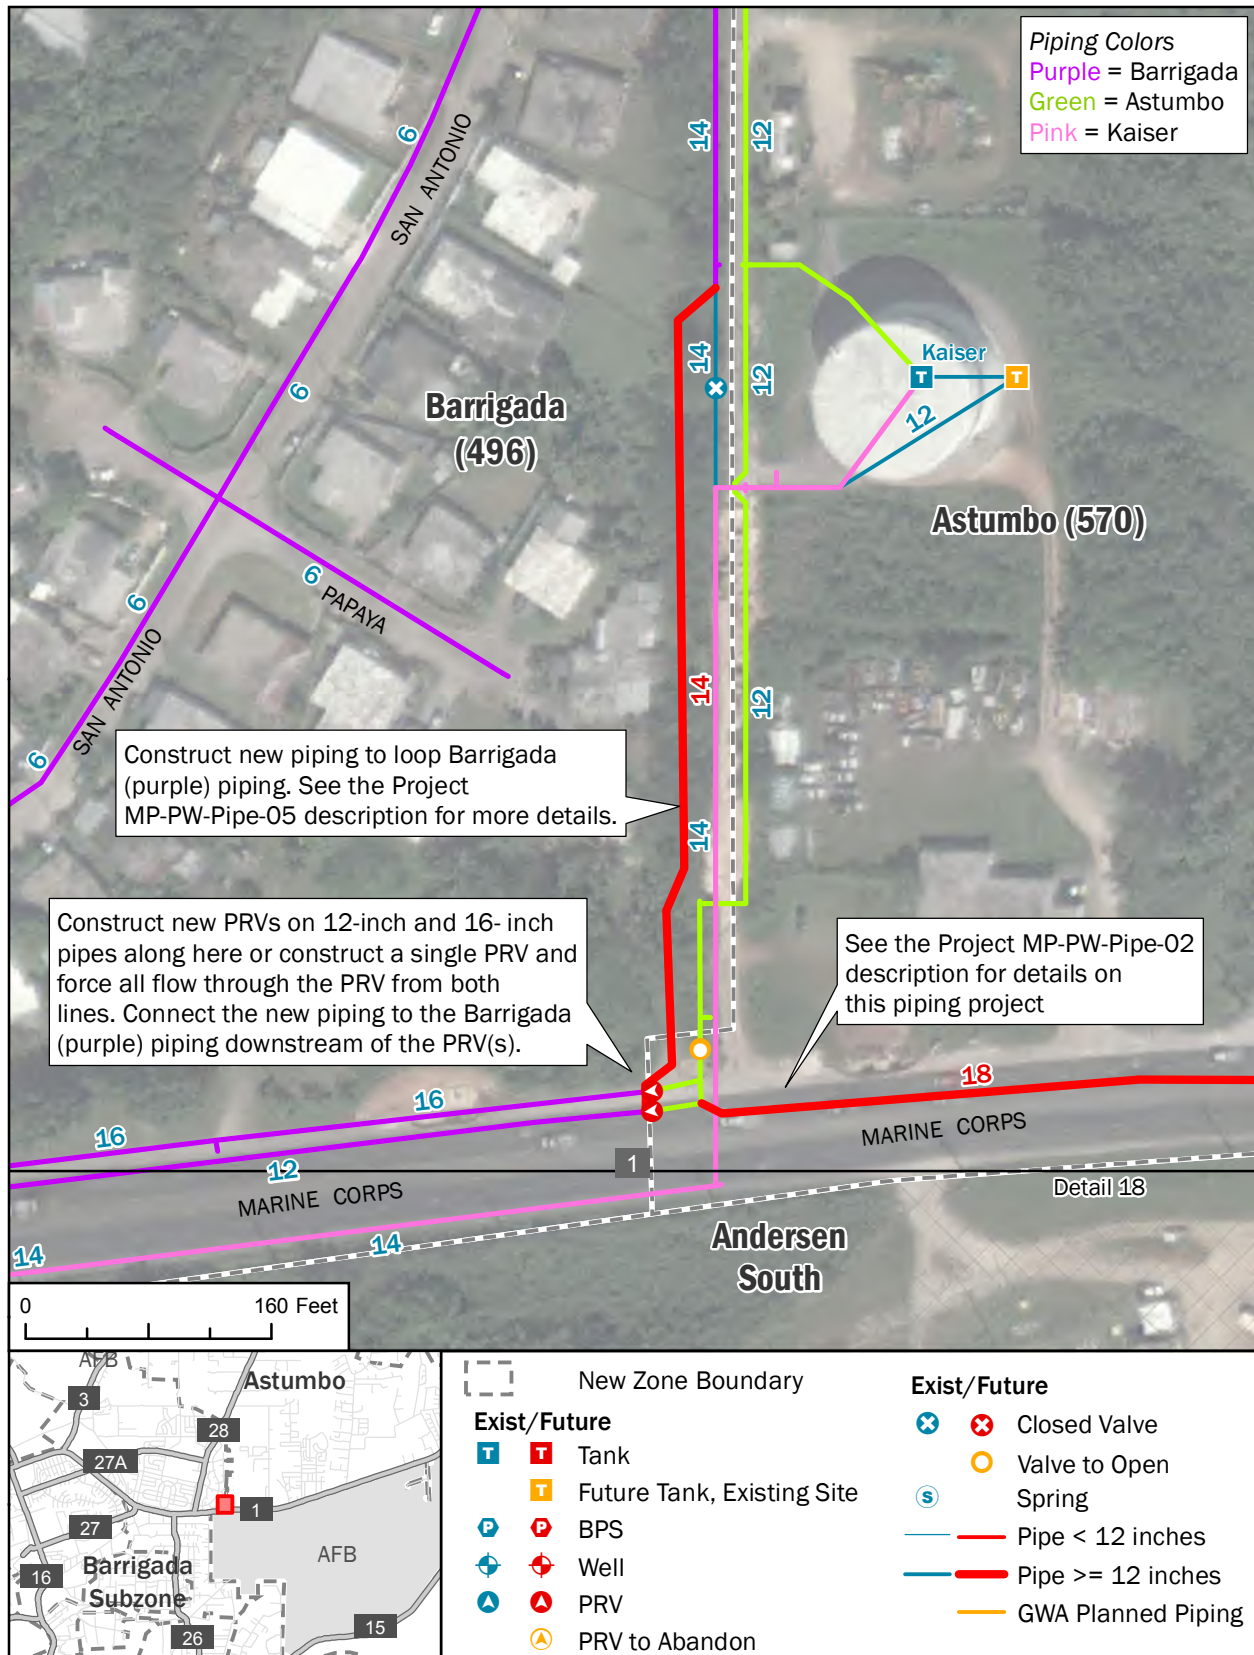 Piping Colors
Purple = Barrigada
Green = Astumbo
Pink = Kaiser
6
SAN ANTONIO
14
12
14
12
Kaiser
T
T
12
6
Barrigada
(496)
Astumbo (570)
6
PAPAYA
6
SAN ANTONIO
6
14
12
Construct new piping to loop Barrigada
(purple) piping. See the Project
MP-PW-Pipe-05 description for more details.
14
Construct new PRVs on 12-inch and 16- inch
pipes along here or construct a single PRV and
force all flow through the PRV from both
lines. Connect the new piping to the Barrigada
(purple) piping downstream of the PRV(s).
See the Project MP-PW-Pipe-02
description for details on
this piping project
18
16
16
12
MARINE CORPS
MARINE CORPS
1
Detail 18
14
14
Andersen
South
0 160 Feet
AFB
Astumbo
3
28
27A
1
27
AFB
Barrigada
Subzone
16
26
15
New Zone Boundary
Exist/Future
T T Tank
T Future Tank, Existing Site
P P BPS
Well
PRV
PRV to Abandon
Exist/Future
Closed Valve
Valve to Open
S Spring
Pipe < 12 inches
Pipe >= 12 inches
GWA Planned Piping